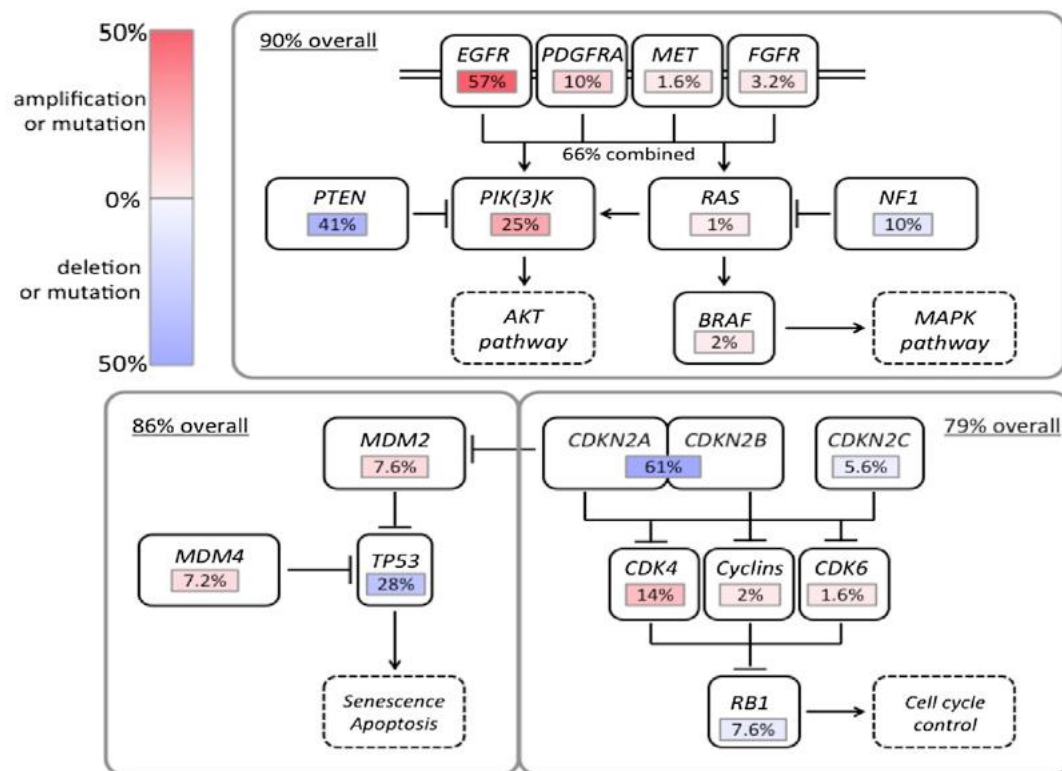 50%
amplification
or mutation
0%
deletion
or mutation
50%
90% overall
EGFR
57%
PDGFRA
10%
MET
1.6%
FGFR
3.2%
66% combined
PTEN
41%
PIK(3)K
25%
RAS
1%
NF1
10%
AKT
pathway
BRAF
2%
MAPK
pathway
86% overall
MDM2
7.6%
MDM4
7.2%
TP53
28%
Senescence
Apoptosis
79% overall
CDKN2A CDKN2B
61%
CDKN2C
5.6%
CDK4
14%
Cyclins
2%
CDK6
1.6%
RB1
7.6%
Cell cycle
control